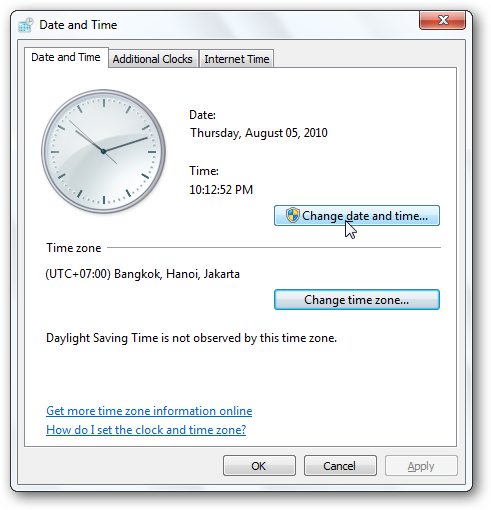 Date and Time
Date and Time
Additional Clocks
Internet Time
Date:
Thursday, August 05, 2010
Time:
10:12:52 PM
Change date and time...
Time zone
(UTC+07:00) Bangkok, Hanoi, Jakarta
Change time zone...
Daylight Saving Time is not observed by this time zone.
Get more time zone information online
How do I set the clock and time zone?
OK
Cancel
Apply